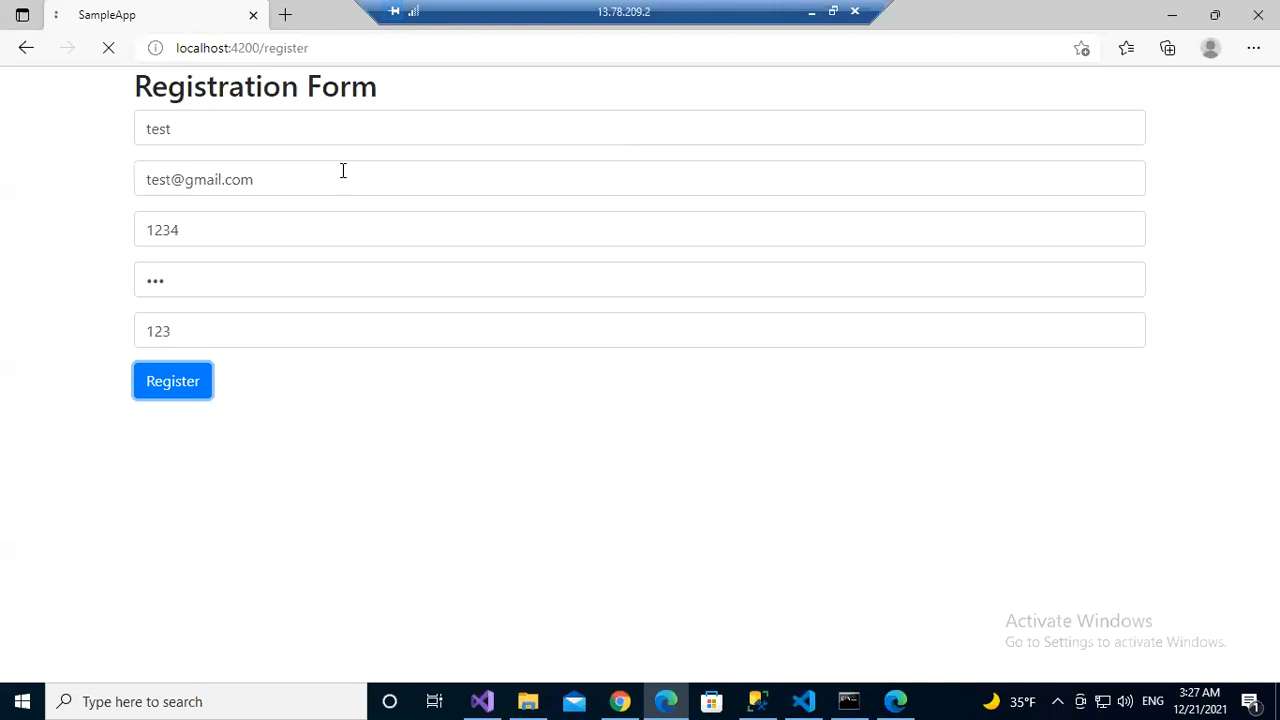 SampleApp
13.78.209.2
localhost:4200/register
Registration Form
test
test@gmail.com
1234
•••
123
Register
Activate Windows
Go to Settings to activate Windows.
Type here to search
35°F
ENG
3:27 AM
12/21/2021
1